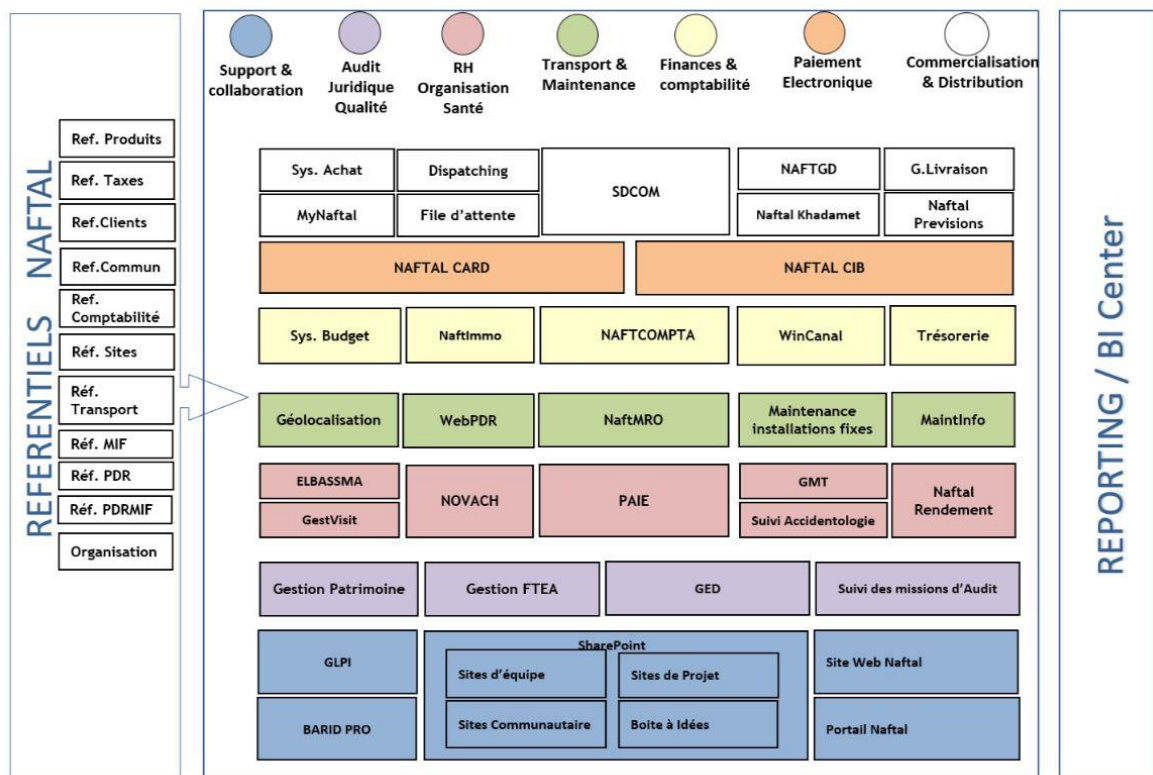 REFERENTIELS NAFTAL
Ref. Produits
Ref. Taxes
Ref.Clients
Ref.Commun
Ref.
Comptabilité
Réf. Sites
Réf.
Transport
Réf. MIF
Réf. PDR
Réf. PDRMIF
Organisation
Support &
collaboration
Audit
Juridique
Qualité
RH
Organisation
Santé
Transport &
Maintenance
Finances &
comptabilité
Paiement
Electronique
Commercialisation
& Distribution
Sys. Achat
Dispatching
SDCOM
NAFTGD
G.Livraison
MyNaftal
File d'attente
Naftal Khadamet
Naftal
Previsions
NAFTAL CARD
NAFTAL CIB
Sys. Budget
NaftImmo
NAFTCOMPTA
WinCanal
Trésorerie
Géolocalisation
WebPDR
NaftMRO
Maintenance
installations fixes
MaintInfo
ELBASSMA
GestVisit
NOVACH
PAIE
GMT
Suivi Accidentologie
Naftal
Rendement
Gestion Patrimoine
Gestion FTEA
GED
Suivi des missions d'Audit
GLPI
BARID PRO
SharePoint
Sites d'équipe
Sites de Projet
Sites Communautaire
Boite à Idées
Site Web Naftal
Portail Naftal
REPORTING / BI Center